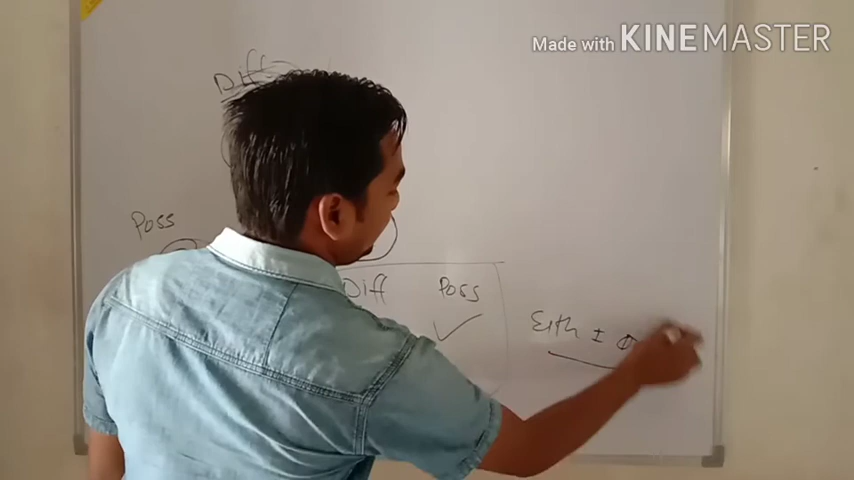 Made with KINEMASTER
Diff
Poss
Diff Poss
Eith ±